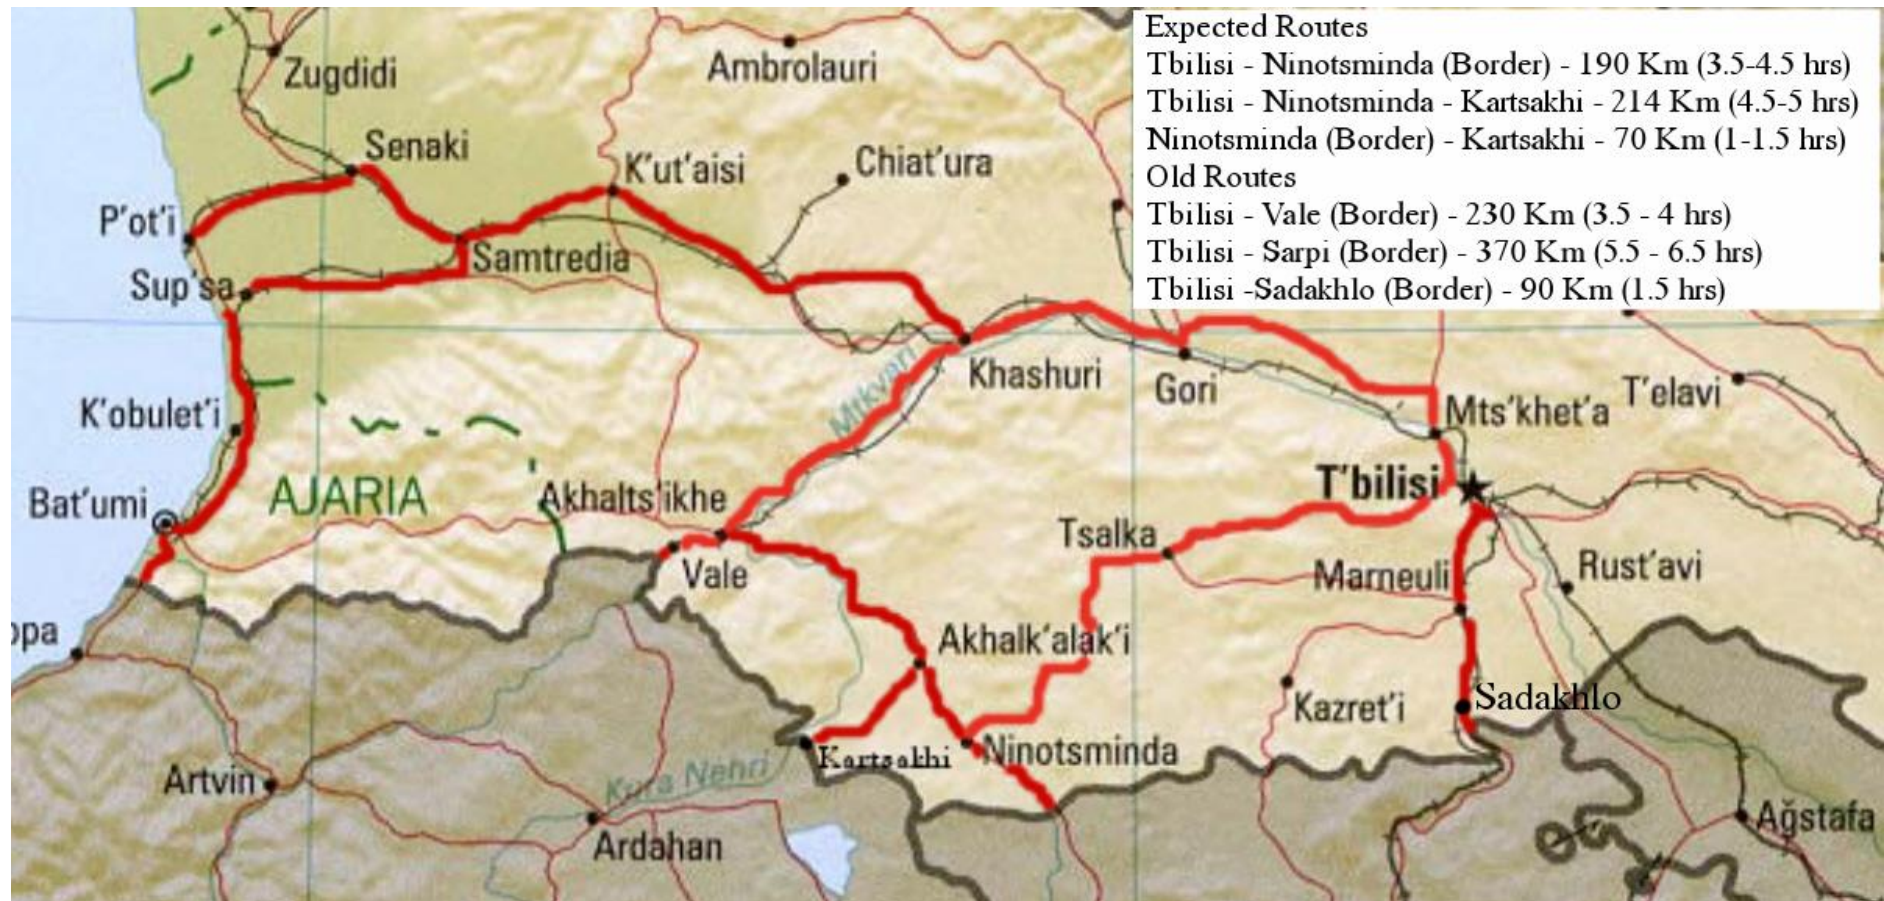 Expected Routes
Tbilisi - Ninotsminda (Border) - 190 Km (3.5-4.5 hrs)
Tbilisi - Ninotsminda - Kartsakhi - 214 Km (4.5-5 hrs)
Ninotsminda (Border) - Kartsakhi - 70 Km (1-1.5 hrs)
Old Routes
Tbilisi - Vale (Border) - 230 Km (3.5 - 4 hrs)
Tbilisi - Sarpi (Border) - 370 Km (5.5 - 6.5 hrs)
Tbilisi -Sadakhlo (Border) - 90 Km (1.5 hrs)
Zugdidi
Ambrolauri
Senaki
K'ut'aisi
Chiat'ura
P'ot'i
Samtredia
Sup'sa
Khashuri
Gori
Mtkvari
T'elavi
Mts'khet'a
K'obulet'i
T'bilisi
Bat'umi
AJARIA
Akhalts'ikhe
Tsalka
Vale
Marneuli
Rust'avi
opa
Akhalk'alak'i
Kazret'i
Sadakhlo
Kartsakhi
Ninotsminda
Artvin
Kura Nehri
Ardahan
Ağstafa